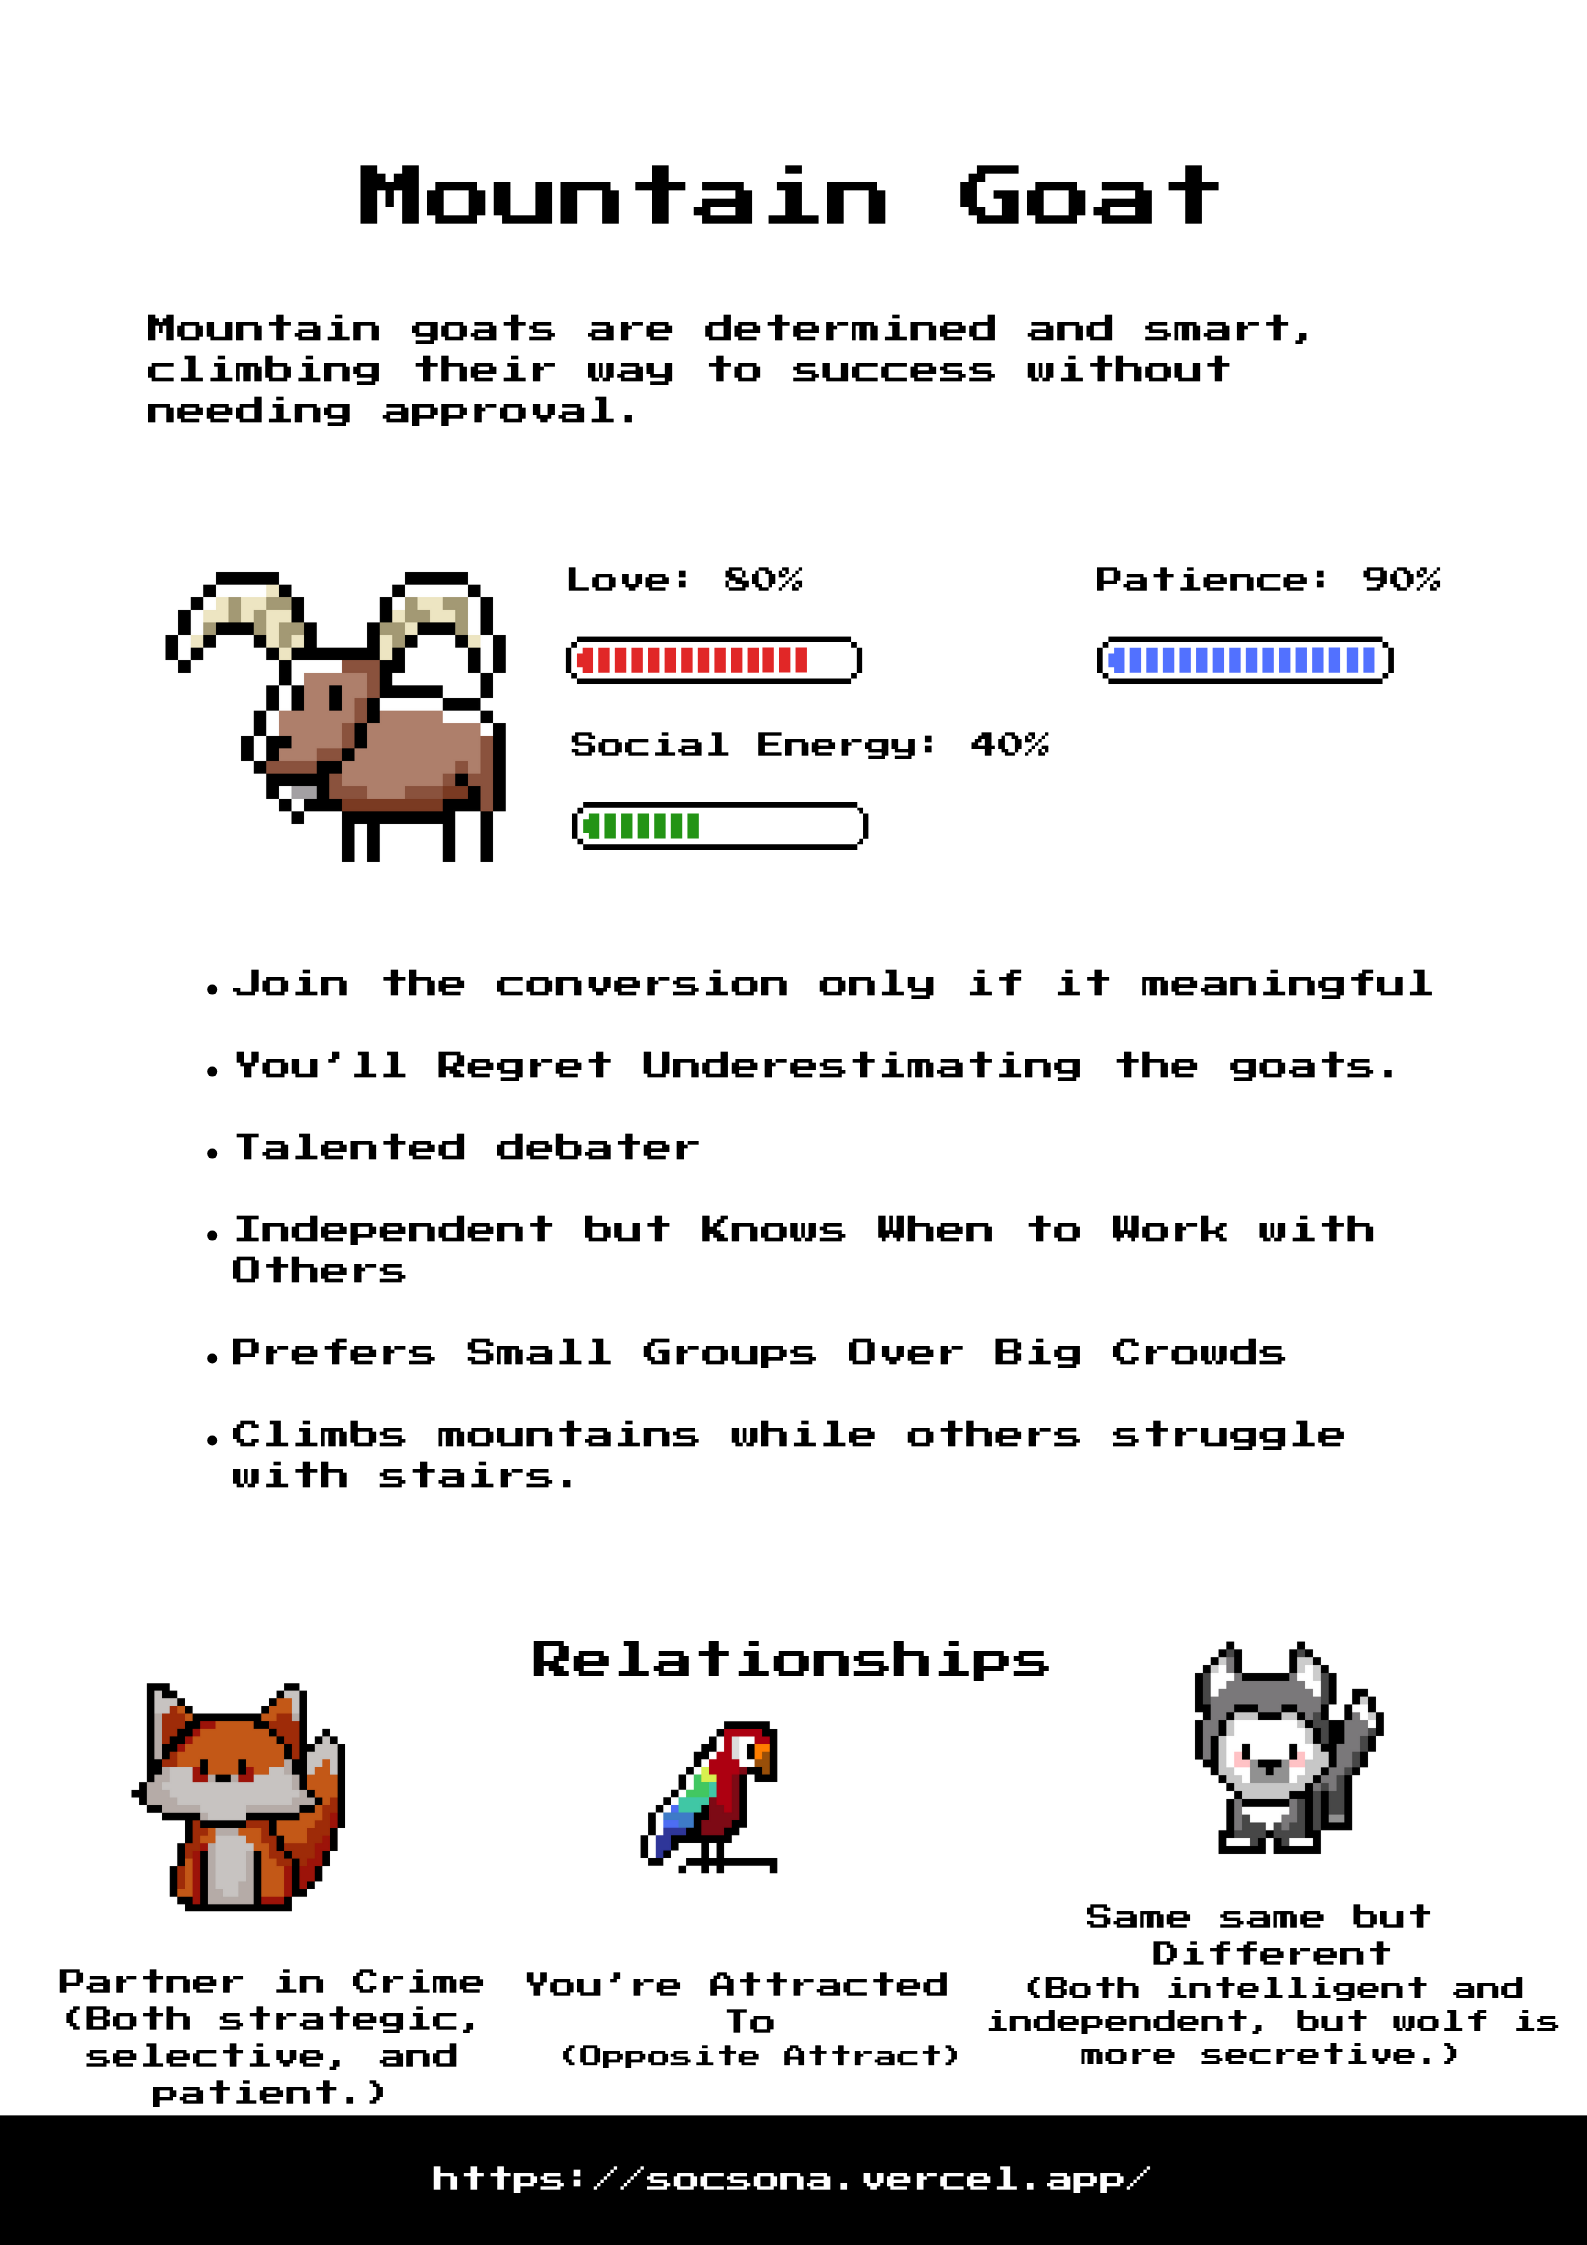 Mountain Goat
Mountain goats are determined and smart,
climbing their way to success without
needing approval.
Love: 80%
Patience: 90%
Social Energy: 40%
• Join the conversion only if it meaningful
• You'll Regret Underestimating the goats.
• Talented debater
• Independent but Knows When to Work with
Others
• Prefers Small Groups Over Big Crowds
• Climbs mountains while others struggle
with stairs.
Relationships
Partner in Crime
(Both strategic,
selective, and
patient.)
You're Attracted
To
(Opposite Attract)
Same same but
Different
(Both intelligent and
independent, but wolf is
more secretive.)
https://socsona.vercel.app/